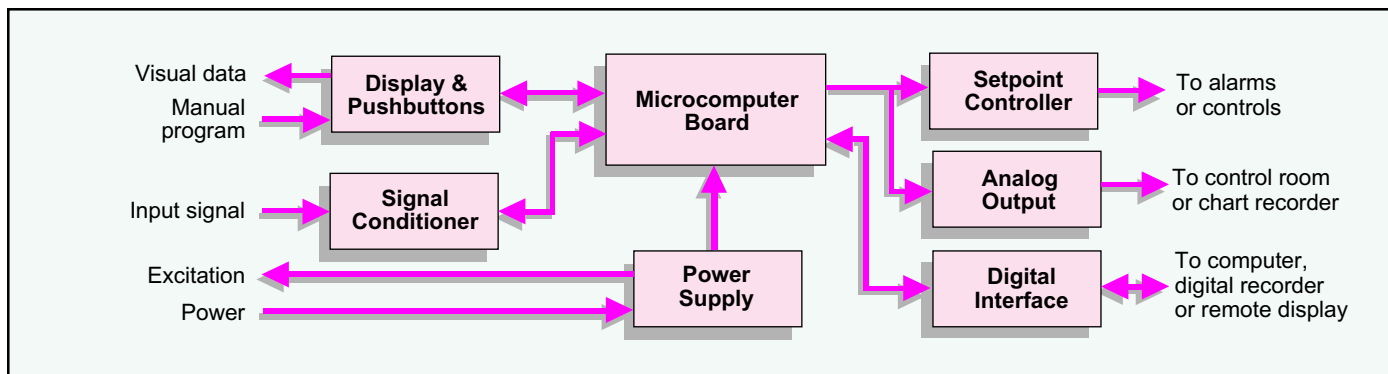 Visual data
Manual
program
Display &
Pushbuttons
Microcomputer
Board
Setpoint
Controller
To alarms
or controls
Input signal
Signal
Conditioner
Analog
Output
To control room
or chart recorder
Excitation
Power
Power
Supply
Digital
Interface
To computer,
digital recorder
or remote display